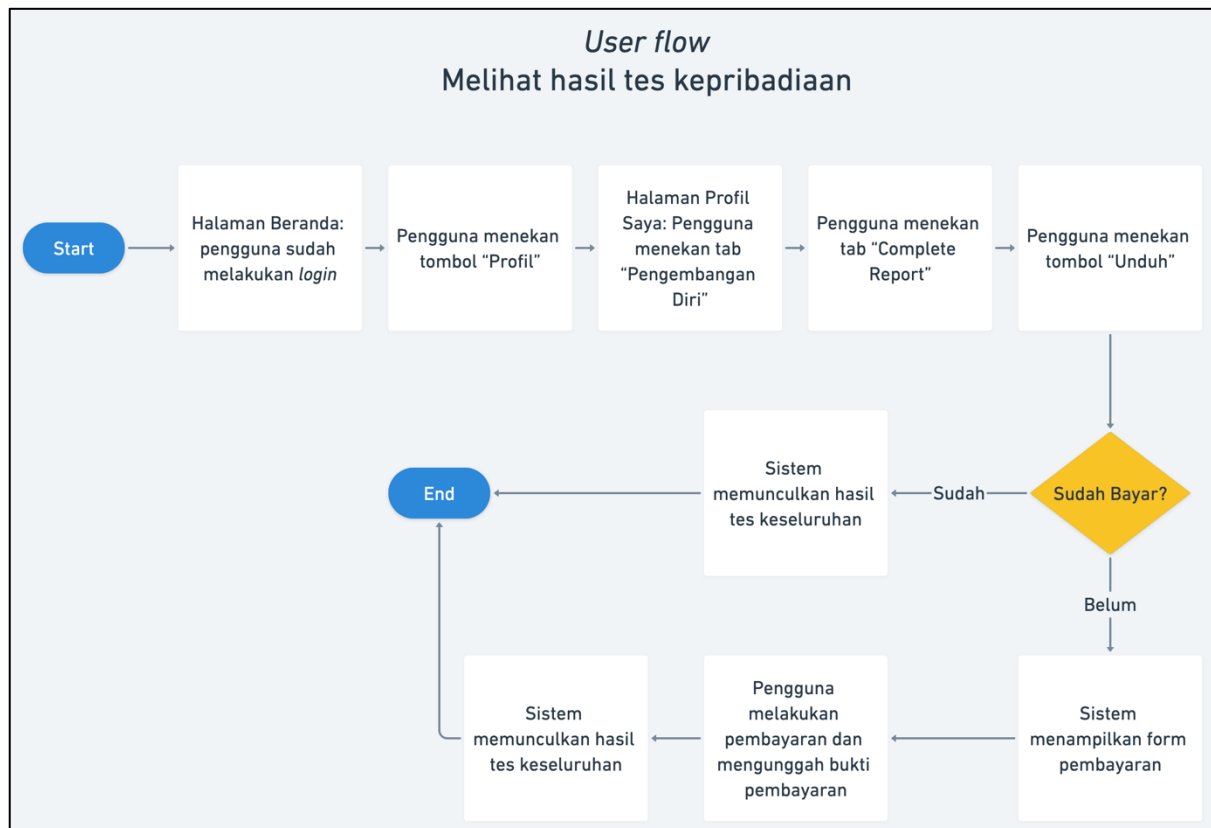 User flow
Melihat hasil tes kepribadiaan
Start
Halaman Beranda:
pengguna sudah
melakukan login
Pengguna menekan
tombol “Profil”
Halaman Profil
Saya: Pengguna
menekan tab
“Pengembangan
Diri”
Pengguna menekan
tab “Complete
Report”
Pengguna menekan
tombol “Unduh”
Sudah Bayar?
Sudah
Sistem
memunculkan hasil
tes keseluruhan
End
Belum
Sistem
menampilkan form
pembayaran
Pengguna
melakukan
pembayaran dan
mengunggah bukti
pembayaran
Sistem
memunculkan hasil
tes keseluruhan